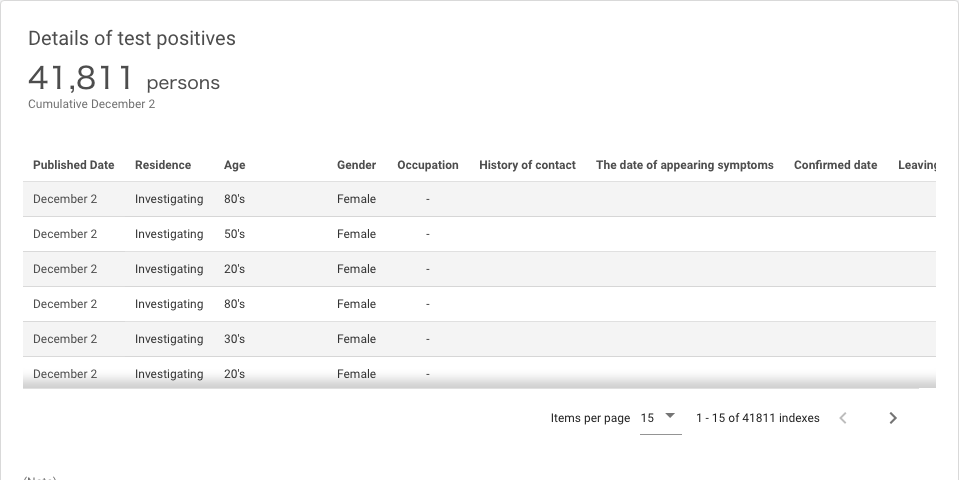 Details of test positives
41,811 persons
Cumulative December 2
Published Date Residence Age Gender Occupation History of contact The date of appearing symptoms Confirmed date Leaving
December 2 Investigating 80's Female -
December 2 Investigating 50's Female -
December 2 Investigating 20's Female -
December 2 Investigating 80's Female -
December 2 Investigating 30's Female -
December 2 Investigating 20's Female -
Items per page 15 1 - 15 of 41811 indexes
(Note)